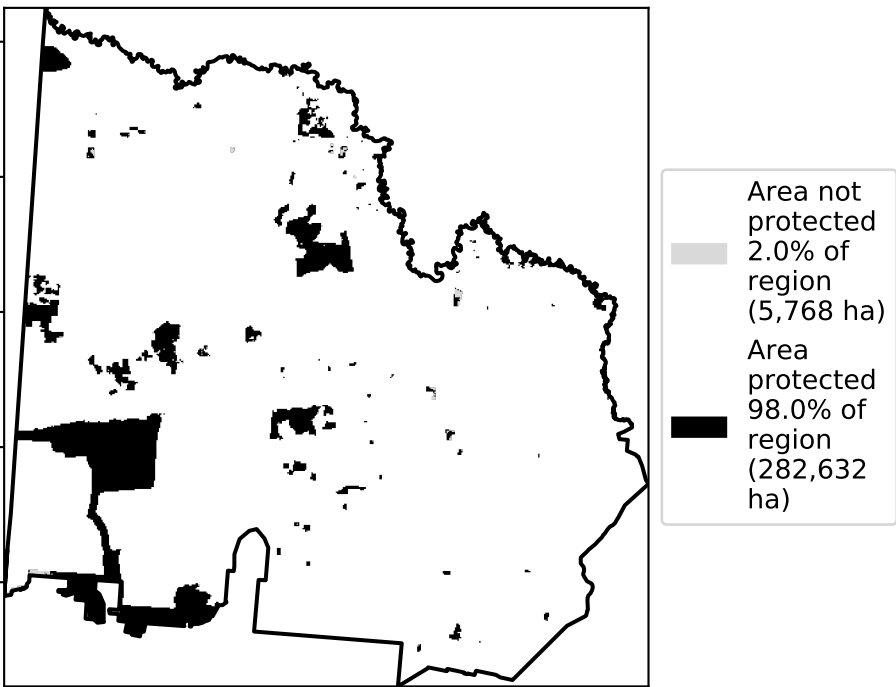 Area not
protected
2.0% of
region
(5,768 ha)
Area
protected
98.0% of
region
(282,632
ha)